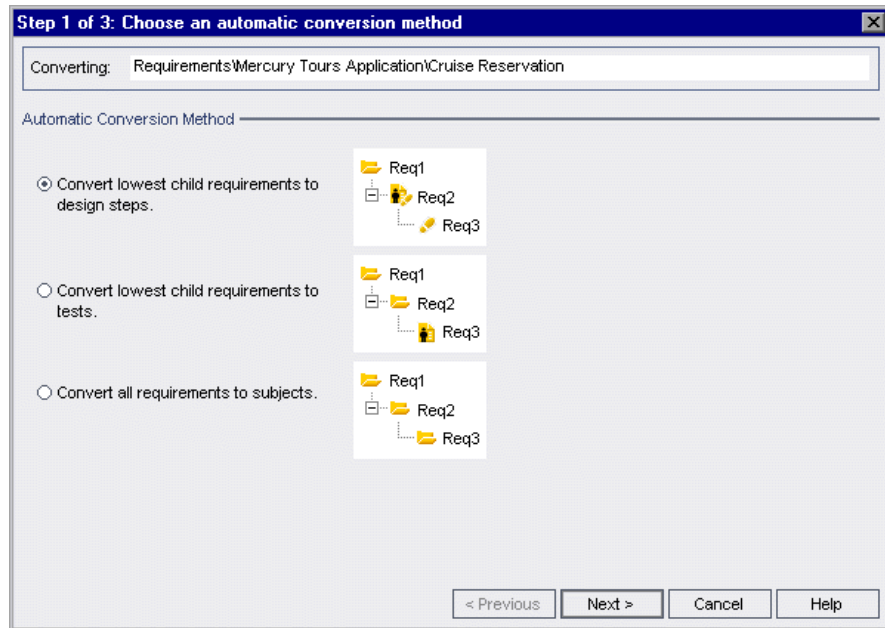 Step 1 of 3: Choose an automatic conversion method
Converting: Requirements\Mercury Tours Application\Cruise Reservation
Automatic Conversion Method
Convert lowest child requirements to
design steps.
Req1
Req2
Req3
Convert lowest child requirements to
tests.
Req1
Req2
Req3
Convert all requirements to subjects.
Req1
Req2
Req3
< Previous
Next >
Cancel
Help